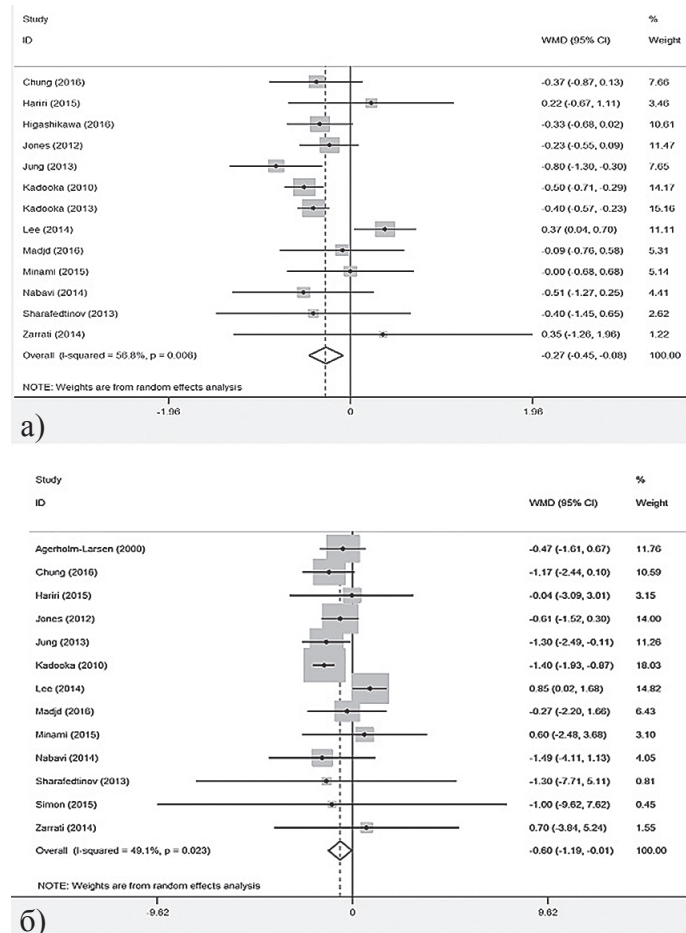 Study %
ID WMD (95% CI) Weight
Chung (2016) -0.37 (-0.87, 0.13) 7.66
Hariri (2015) 0.22 (-0.67, 1.11) 3.46
Higashikawa (2016) -0.33 (-0.68, 0.02) 10.61
Jones (2012) -0.23 (-0.55, 0.09) 11.47
Jung (2013) -0.80 (-1.30, -0.30) 7.65
Kadooka (2010) -0.50 (-0.71, -0.29) 14.17
Kadooka (2013) -0.40 (-0.57, -0.23) 15.16
Lee (2014) 0.37 (0.04, 0.70) 11.11
Madjd (2016) -0.09 (-0.76, 0.58) 5.31
Minami (2015) -0.00 (-0.68, 0.68) 5.14
Nabavi (2014) -0.51 (-1.27, 0.25) 4.41
Sharafedtinov (2013) -0.40 (-1.45, 0.65) 2.62
Zarrati (2014) 0.35 (-1.26, 1.96) 1.22
Overall (I-squared = 56.8%, p = 0.006) -0.27 (-0.45, -0.08) 100.00
NOTE: Weights are from random effects analysis
-1.96 0 1.96
а)
Study %
ID WMD (95% CI) Weight
Agerholm-Larsen (2000) -0.47 (-1.61, 0.67) 11.76
Chung (2016) -1.17 (-2.44, 0.10) 10.59
Hariri (2015) -0.04 (-3.09, 3.01) 3.15
Jones (2012) -0.61 (-1.52, 0.30) 14.00
Jung (2013) -1.30 (-2.49, -0.11) 11.26
Kadooka (2010) -1.40 (-1.93, -0.87) 18.03
Lee (2014) 0.85 (0.02, 1.68) 14.82
Madjd (2016) -0.27 (-2.20, 1.66) 6.43
Minami (2015) 0.60 (-2.48, 3.68) 3.10
Nabavi (2014) -1.49 (-4.11, 1.13) 4.05
Sharafedtinov (2013) -1.30 (-7.71, 5.11) 0.81
Simon (2015) -1.00 (-9.62, 7.62) 0.45
Zarrati (2014) 0.70 (-3.84, 5.24) 1.55
Overall (I-squared = 49.1%, p = 0.023) -0.60 (-1.19, -0.01) 100.00
NOTE: Weights are from random effects analysis
-9.62 0 9.62
б)